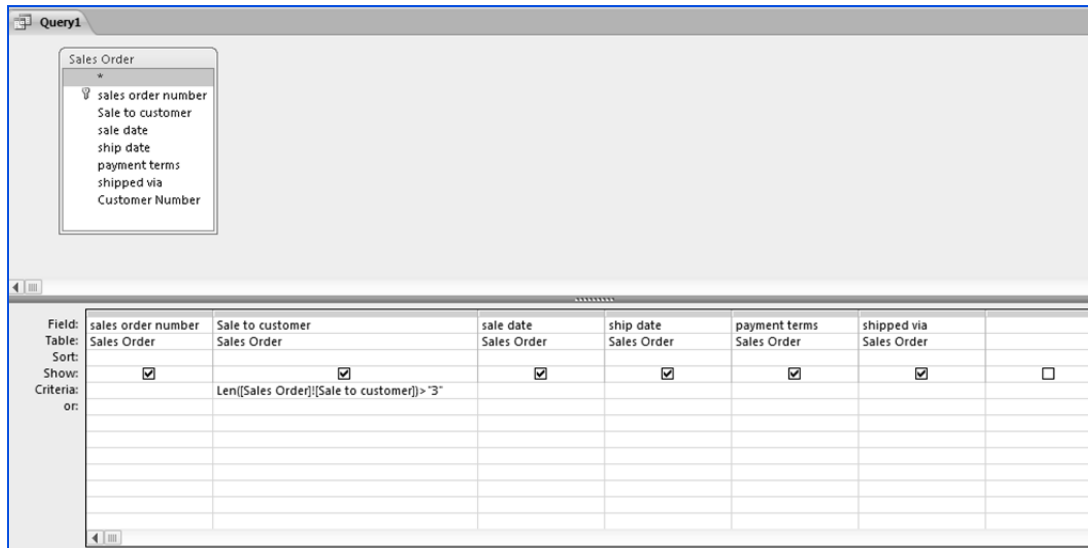 Query1
Sales Order
*
sales order number
Sale to customer
sale date
ship date
payment terms
shipped via
Customer Number
Field: sales order number Sale to customer sale date ship date payment terms shipped via
Table: Sales Order Sales Order Sales Order Sales Order Sales Order Sales Order
Sort:
Show:
Criteria: Len([Sales Order]![Sale to customer])>"3"
or: